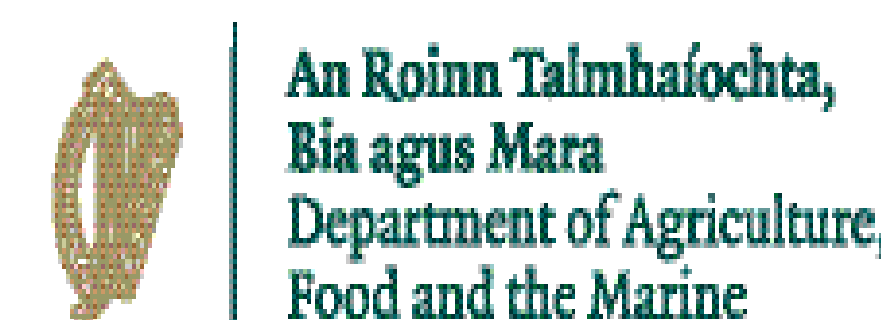 An Roinn Talmhaíochta,
Bia agus Mara
Department of Agriculture,
Food and the Marine